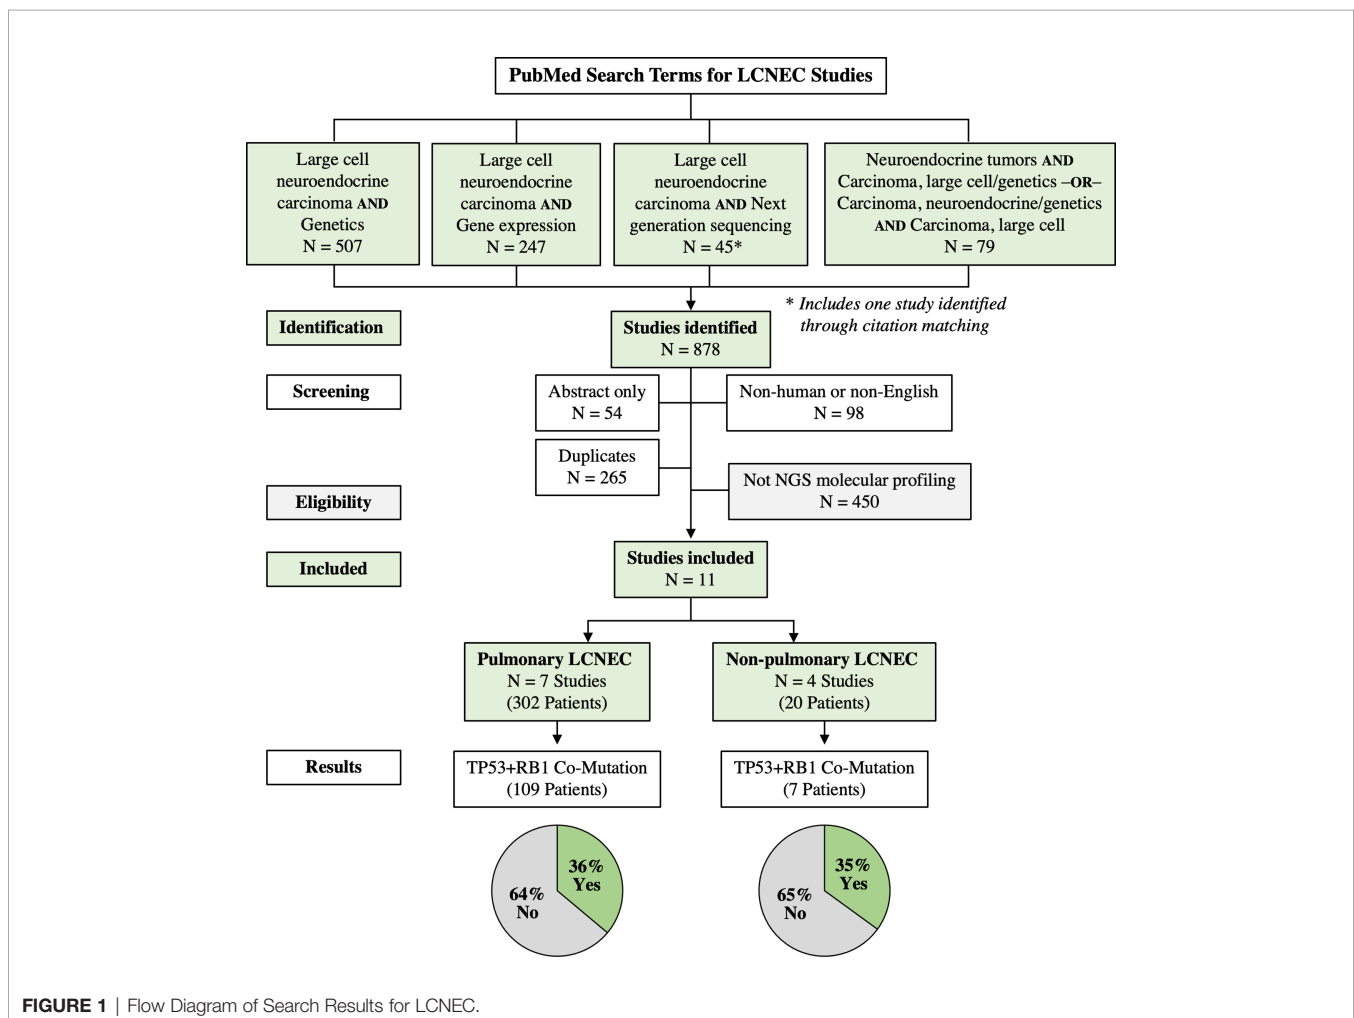 PubMed Search Terms for LCNEC Studies
Large cell
neuroendocrine
carcinoma AND
Genetics
N = 507
Large cell
neuroendocrine
carcinoma AND
Gene expression
N = 247
Large cell
neuroendocrine
carcinoma AND Next
generation sequencing
N = 45*
Neuroendocrine tumors AND
Carcinoma, large cell/genetics –OR–
Carcinoma, neuroendocrine/genetics
AND Carcinoma, large cell
N = 79
* Includes one study identified
through citation matching
Identification
Studies identified
N = 878
Screening
Abstract only
N = 54
Non-human or non-English
N = 98
Duplicates
N = 265
Eligibility
Not NGS molecular profiling
N = 450
Included
Studies included
N = 11
Pulmonary LCNEC
N = 7 Studies
(302 Patients)
Non-pulmonary LCNEC
N = 4 Studies
(20 Patients)
Results
TP53+RB1 Co-Mutation
(109 Patients)
TP53+RB1 Co-Mutation
(7 Patients)
36%
Yes
64%
No
35%
Yes
65%
No
FIGURE 1 | Flow Diagram of Search Results for LCNEC.